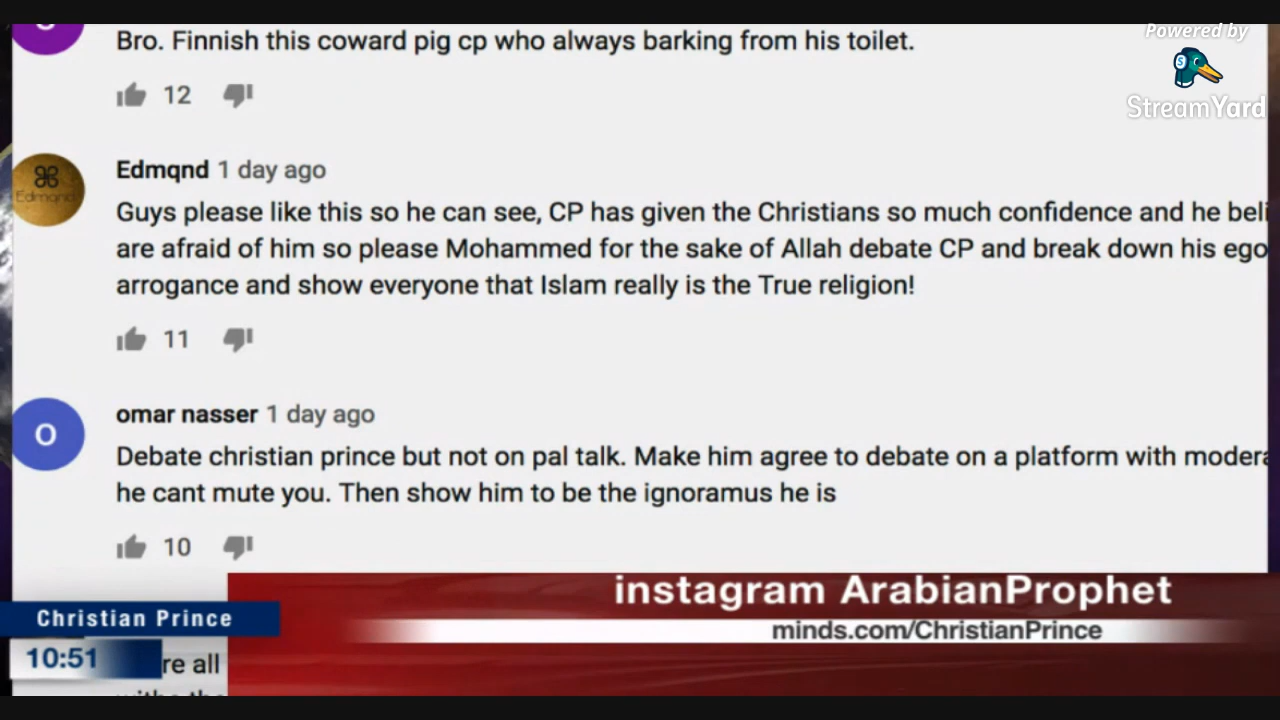 Powered by
StreamYard
Bro. Finnish this coward pig cp who always barking from his toilet.
12
Edmqnd
Edmqnd 1 day ago
Guys please like this so he can see, CP has given the Christians so much confidence and he beli
are afraid of him so please Mohammed for the sake of Allah debate CP and break down his ego
arrogance and show everyone that Islam really is the True religion!
11
O
omar nasser 1 day ago
Debate christian prince but not on pal talk. Make him agree to debate on a platform with modera
he cant mute you. Then show him to be the ignoramus he is
10
instagram ArabianProphet
Christian Prince
minds.com/ChristianPrince
10:51
re all